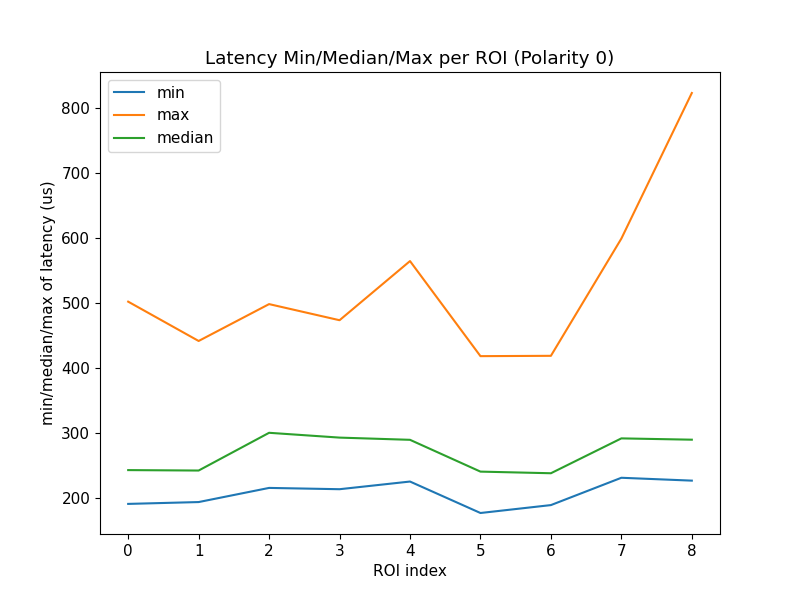 Latency Min/Median/Max per ROI (Polarity 0)
min
max
median
800
700
600
500
400
300
200
min/median/max of latency (us)
0 1 2 3 4 5 6 7 8
ROI index